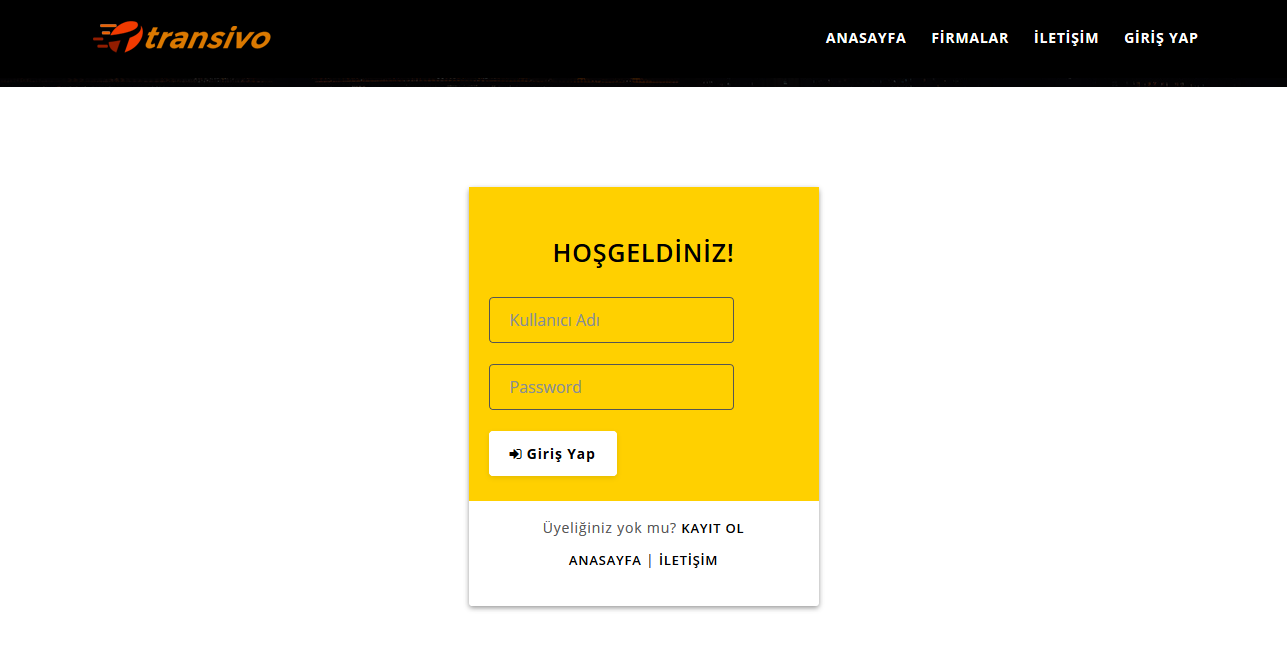 transivo
ANASAYFA FİRMALAR İLETİŞİM GİRİŞ YAP
HOŞGELDİNİZ!
Kullanıcı Adı
Password
Giriş Yap
Üyeliğiniz yok mu? KAYIT OL
ANASAYFA | İLETİŞİM